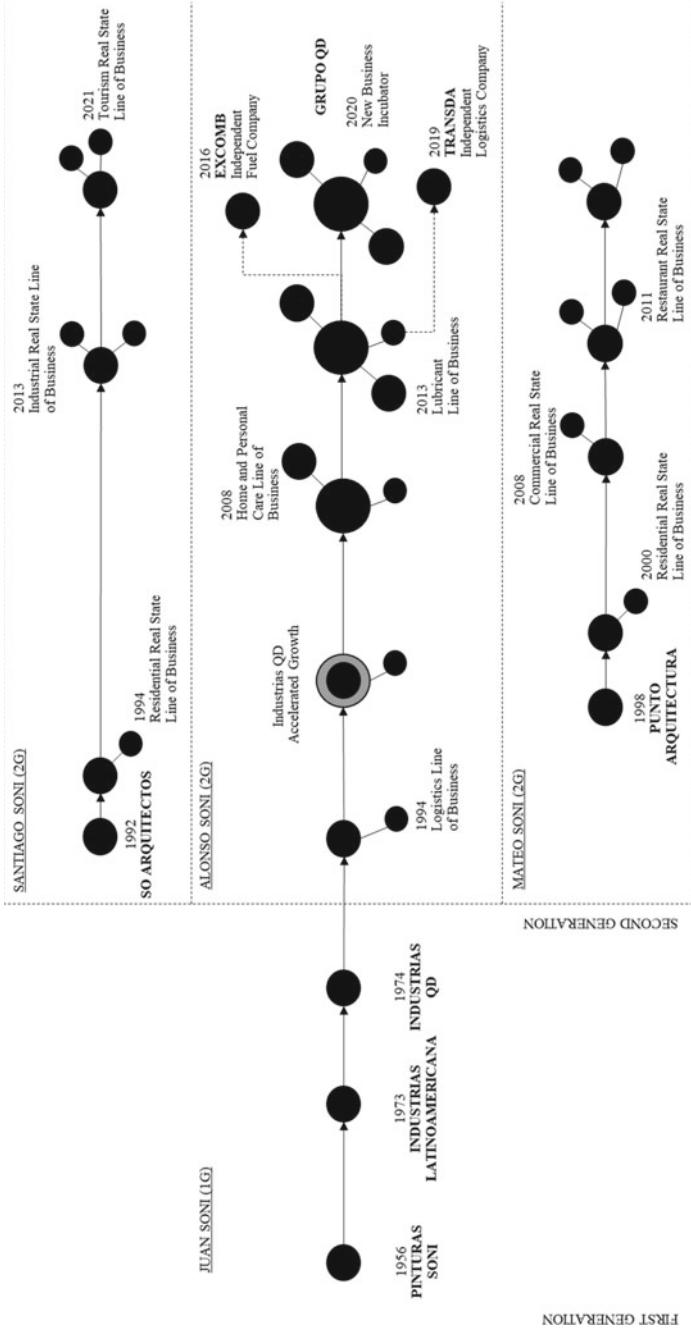 FIRST GENERATION
JUAN SONI (1G)
1956
PINTURAS
SONI
1973
INDUSTRIAS
LATINOAMERICANA
1974
INDUSTRIAS
QD
SECOND GENERATION
SANTIAGO SONI (2G)
1992
SO ARQUITECTOS
1994
Residential Real State
Line of Business
2013
Industrial Real State Line
of Business
2021
Tourism Real State
Line of Business
ALONSO SONI (2G)
1994
Logistics Line
of Business
Industrias QD
Accelerated Growth
2008
Home and Personal
Care Line of
Business
2013
Lubricant
Line of Business
2016
EXCOMB
Independent
Fuel Company
GRUPO QD
2020
New Business
Incubator
2019
TRANSDA
Independent
Logistics Company
MATEO SONI (2G)
1998
PUNTO
ARQUITECTURA
2000
Residential Real State
Line of Business
2008
Commercial Real State
Line of Business
2011
Restaurant Real State
Line of Business